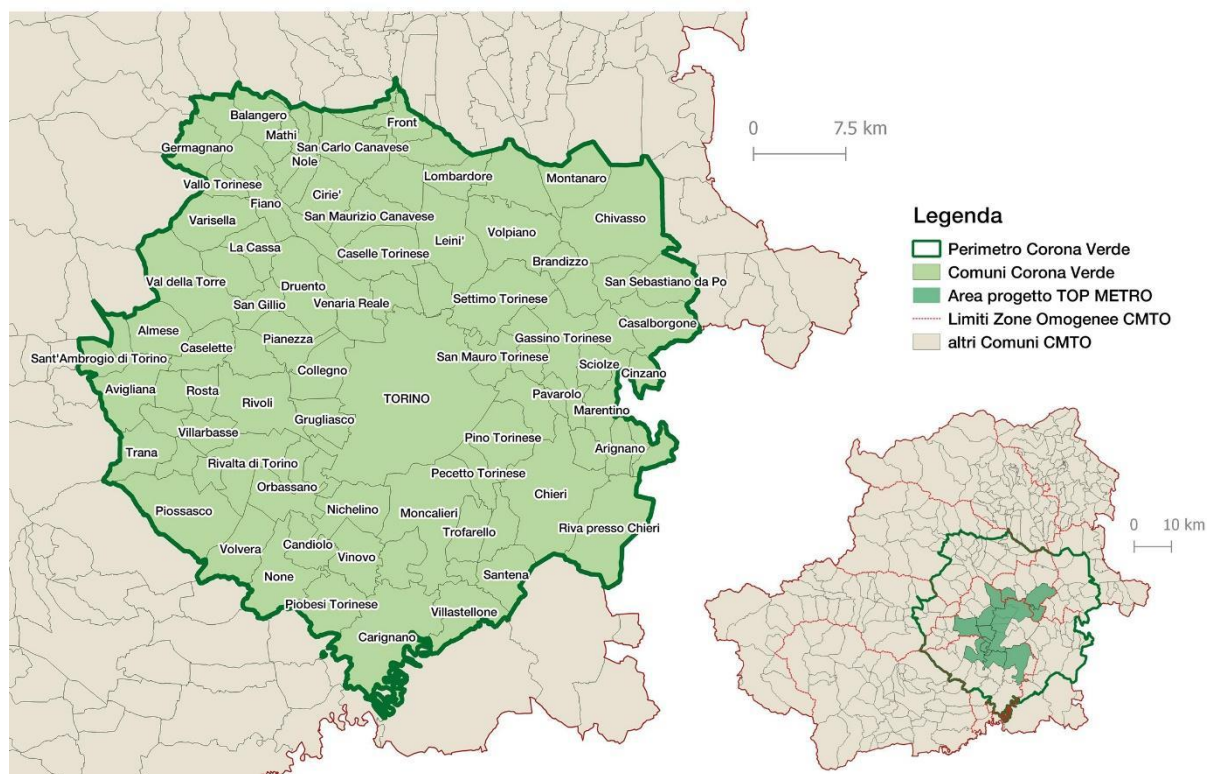 Balangero
Front
Mathi
Germagnano
San Carlo Canavese
Nole
Lombardore
Montanaro
Vallo Torinese
Cirie'
Fiano
Varisella
San Maurizio Canavese
Chivasso
Volpiano
Leini'
La Cassa
Caselle Torinese
Brandizzo
Val della Torre
San Sebastiano da Po
Druento
San Gillio
Venaria Reale
Settimo Torinese
Casalborgone
Almese
Pianezza
Gassino Torinese
Caselette
Sant'Ambrogio di Torino
San Mauro Torinese
Sciolze
Collegno
Cinzano
Avigliana
Rosta
TORINO
Pavarolo
Rivoli
Marentino
Grugliasco
Villarbasse
Pino Torinese
Trana
Arignano
Rivalta di Torino
Pecetto Torinese
Orbassano
Chieri
Piossasco
Nichelino
Moncalieri
Riva presso Chieri
Trofarello
Volvera
Candiolo
Vinovo
None
Santena
Piobesi Torinese
Villastellone
Carignano
0 7.5 km
Legenda
Perimetro Corona Verde
Comuni Corona Verde
Area progetto TOP METRO
Limiti Zone Omogenee CMTO
altri Comuni CMTO
0 10 km